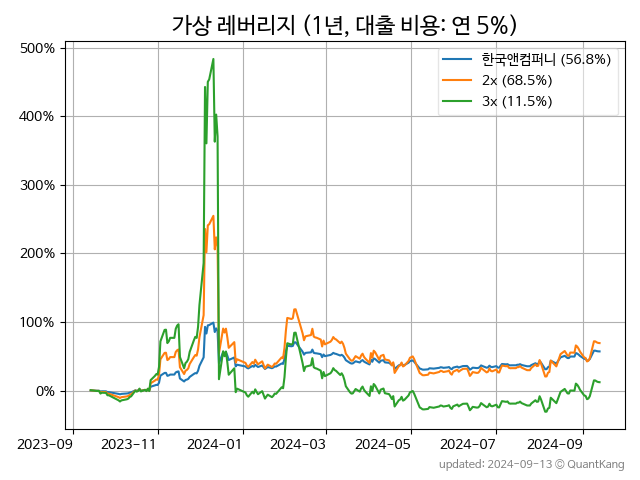 가상 레버리지 (1년, 대출 비용: 연 5%)
500%
400%
300%
200%
100%
0%
한국앤컴퍼니 (56.8%)
2x (68.5%)
3x (11.5%)
2023-09
2023-11
2024-01
2024-03
2024-05
2024-07
2024-09
updated: 2024-09-13 © QuantKang